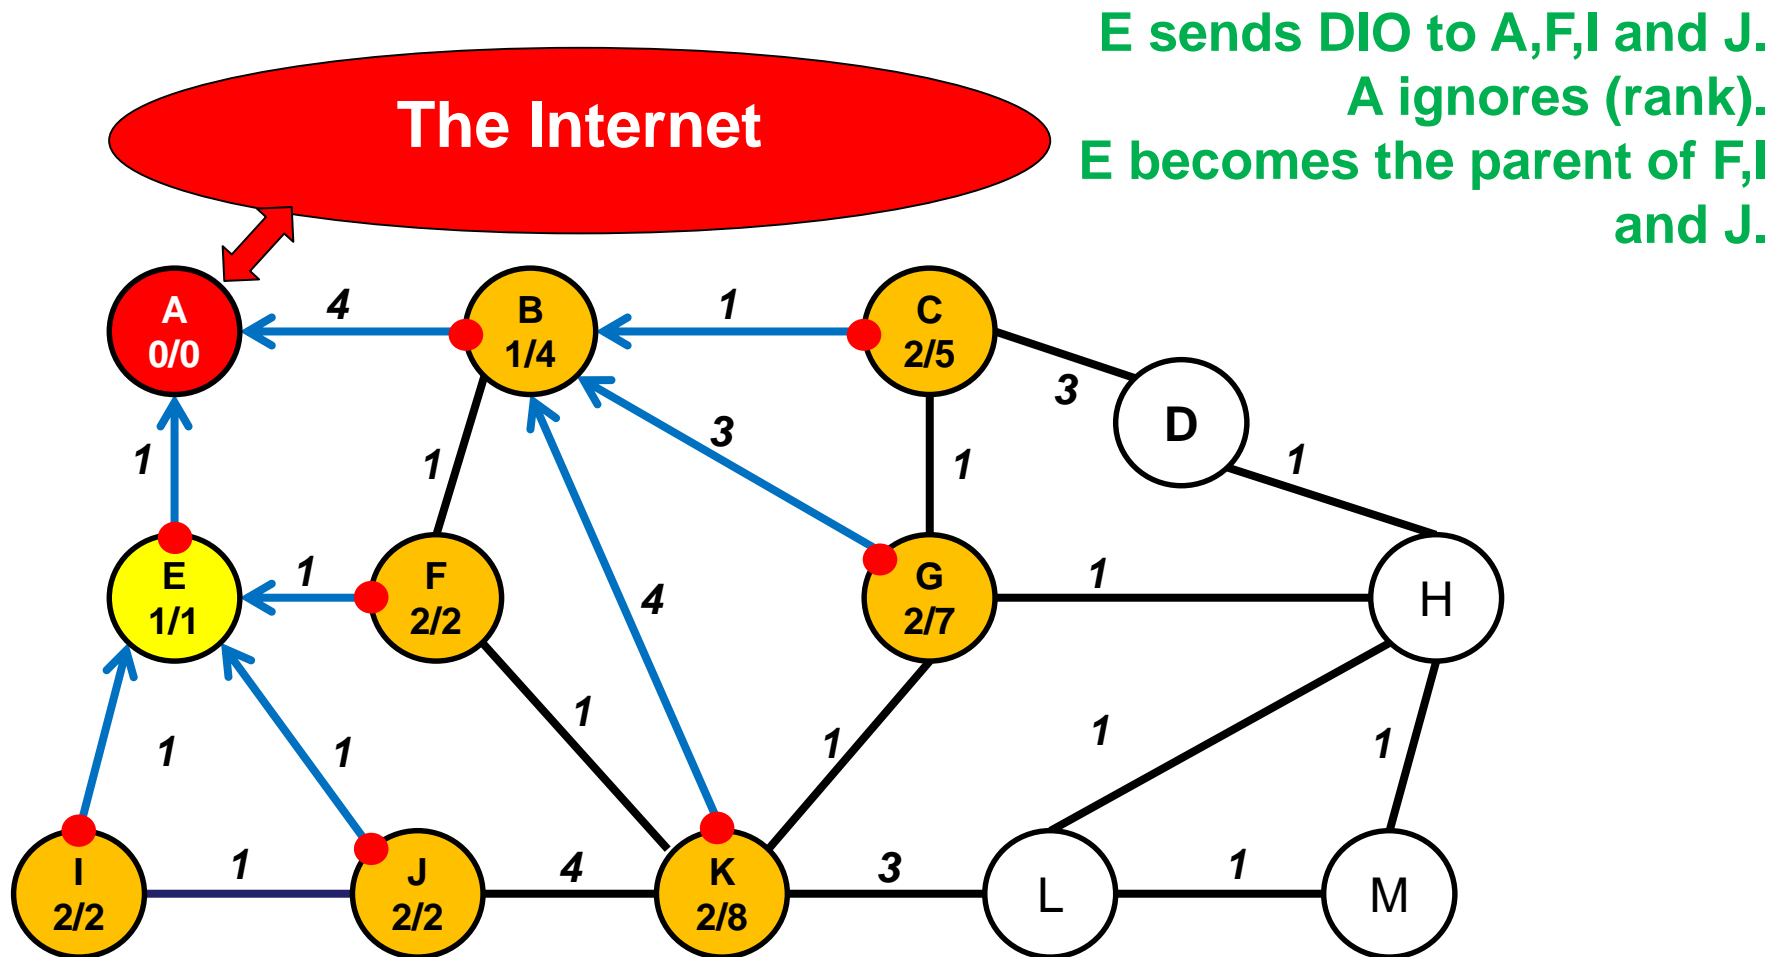 E sends DIO to A,F,I and J.
A ignores (rank).
E becomes the parent of F,I
and J.
The Internet
A
0/0
4
B
1/4
1
C
2/5
3
D
1
1
1
3
1
E
1/1
1
F
2/2
4
G
2/7
1
H
1
1
1
1
1
1
I
2/2
1
J
2/2
4
K
2/8
3
L
1
M